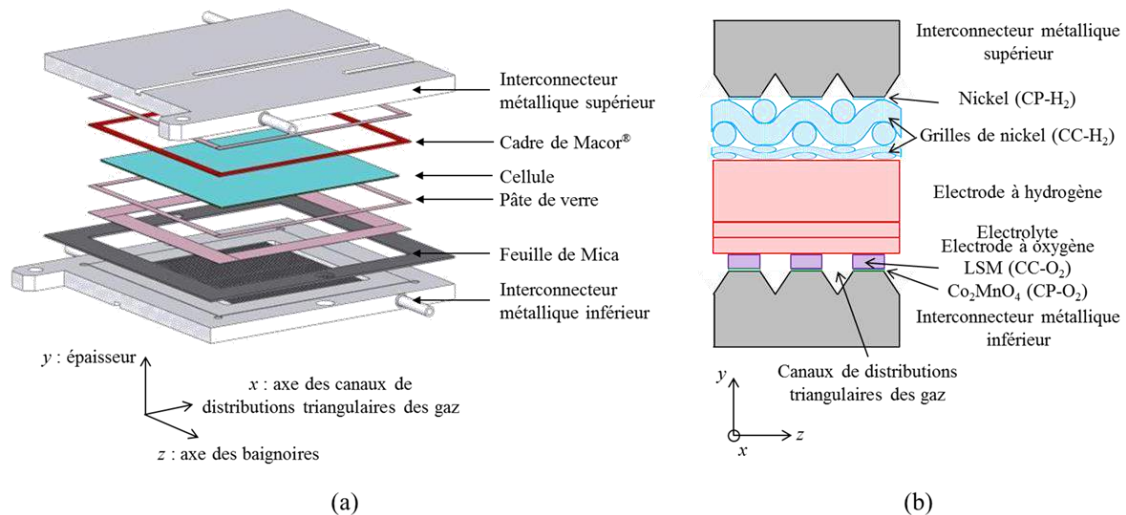 Interconnecteur
métallique supérieur
Cadre de Macor®
Cellule
Pâte de verre
Feuille de Mica
Interconnecteur
métallique inférieur
y : épaisseur
x : axe des canaux de
distributions triangulaires des gaz
z : axe des baignoires
(a)
Interconnecteur métallique
supérieur
Nickel (CP-H₂)
Grilles de nickel (CC-H₂)
Electrode à hydrogène
Electrolyte
Electrode à óxygène
LSM (CC-O₂)
Co₂MnO₄ (CP-O₂)
Interconnecteur métallique
inférieur
Canaux de distributions
triangulaires des gaz
y
x
z
(b)